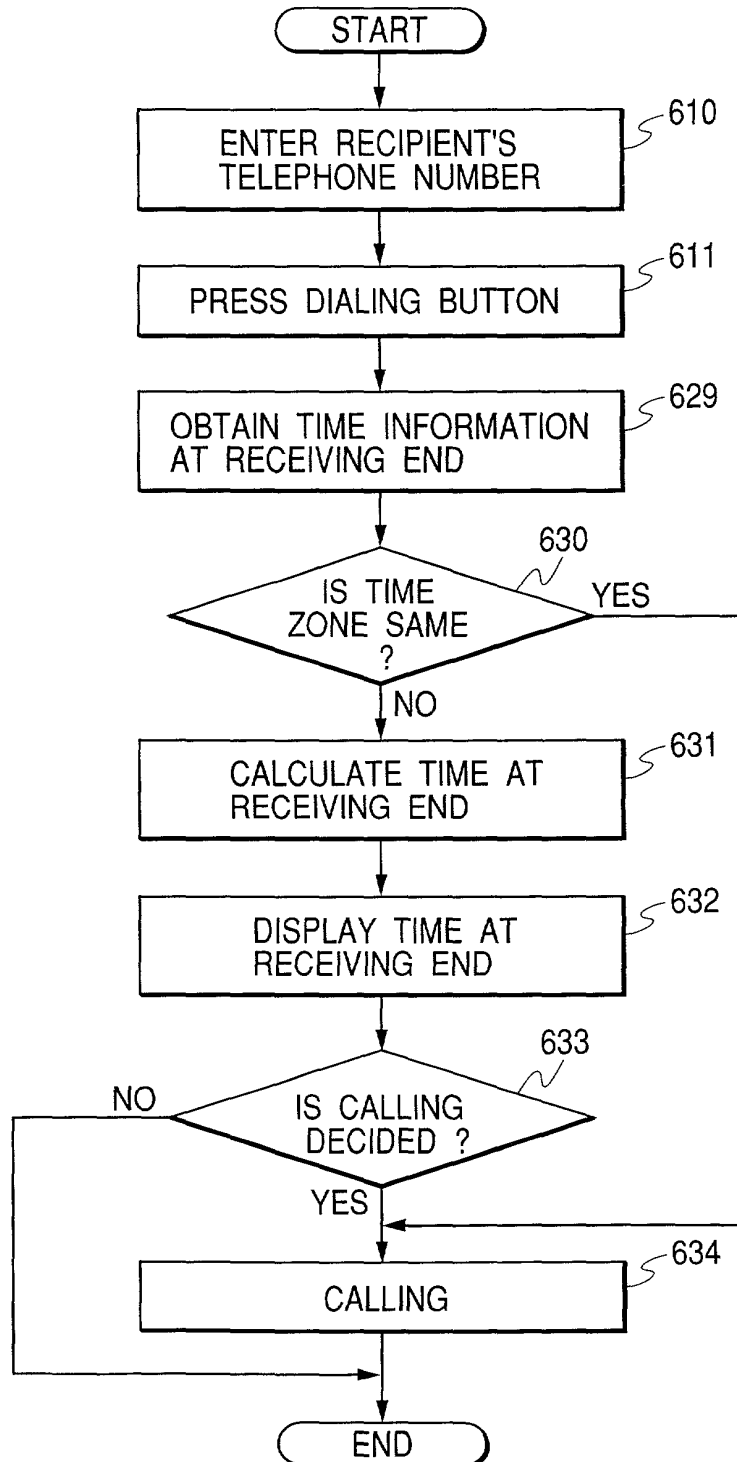 START
610
ENTER RECIPIENT'S
TELEPHONE NUMBER
611
PRESS DIALING BUTTON
629
OBTAIN TIME INFORMATION
AT RECEIVING END
630
IS TIME
ZONE SAME
?
YES
NO
631
CALCULATE TIME AT
RECEIVING END
632
DISPLAY TIME AT
RECEIVING END
633
NO
IS CALLING
DECIDED ?
YES
634
CALLING
END